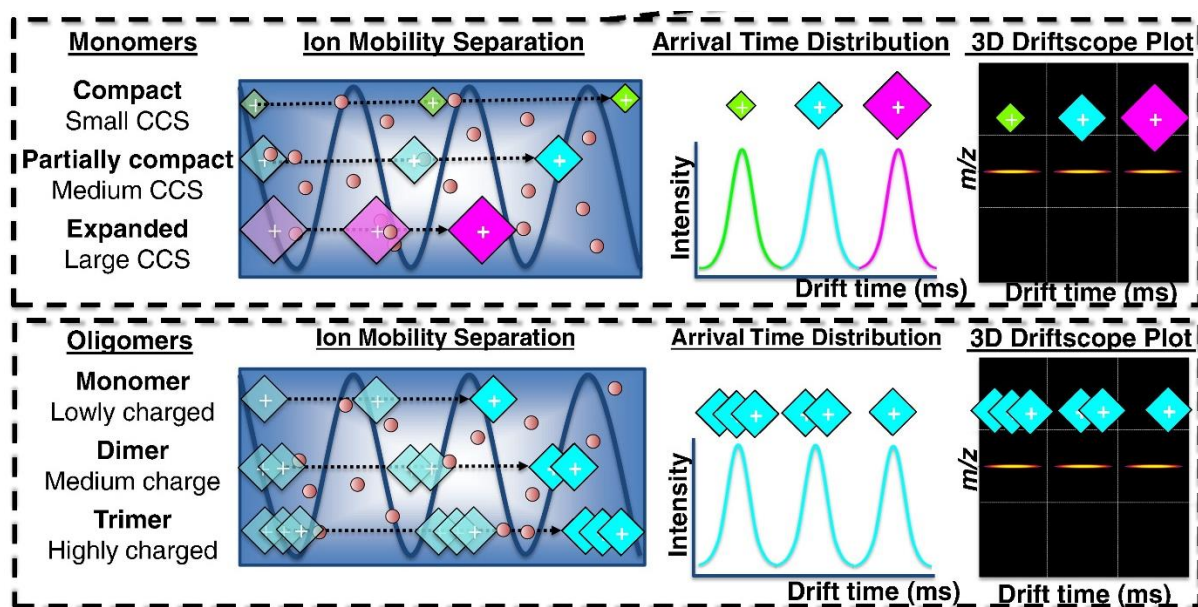 Monomers
Ion Mobility Separation
Arrival Time Distribution
3D Driftscope Plot
Compact
Small CCS
Partially compact
Medium CCS
Expanded
Large CCS
+ + +
+ + +
+ + +
+ + +
Intensity
Drift time (ms)
+ + +
m/z
Drift time (ms)
Oligomers
Ion Mobility Separation
Arrival Time Distribution
3D Driftscope Plot
Monomer
Lowly charged
Dimer
Medium charge
Trimer
Highly charged
Intensity
Drift time (ms)
m/z
Drift time (ms)